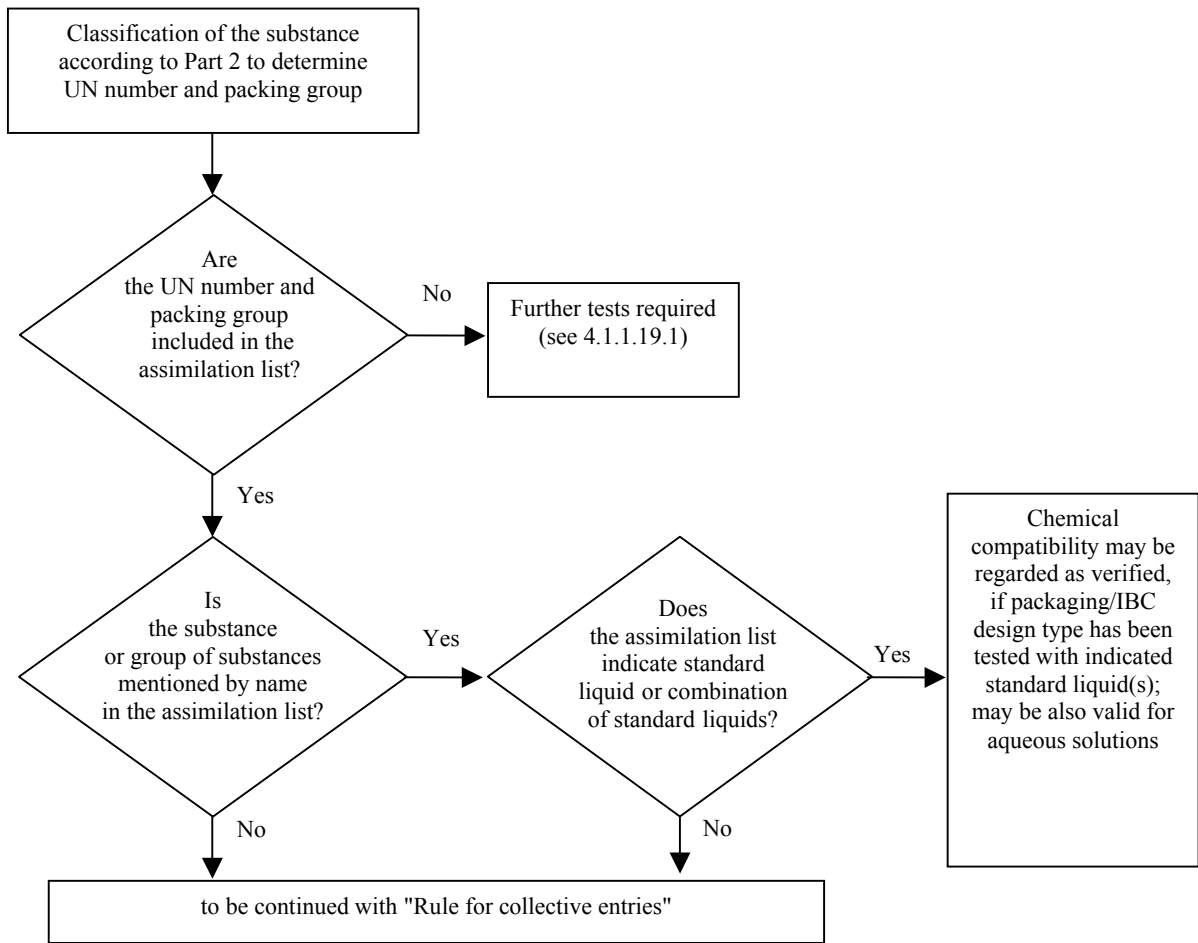 Classification of the substance
according to Part 2 to determine
UN number and packing group
Are
the UN number and
packing group
included in the
assimilation list?
No
Further tests required
(see 4.1.1.19.1)
Yes
Is
the substance
or group of substances
mentioned by name
in the assimilation list?
Yes
Does
the assimilation list
indicate standard
liquid or combination
of standard liquids?
Yes
Chemical
compatibility may be
regarded as verified,
if packaging/IBC
design type has been
tested with indicated
standard liquid(s);
may be also valid for
aqueous solutions
No
No
to be continued with "Rule for collective entries"